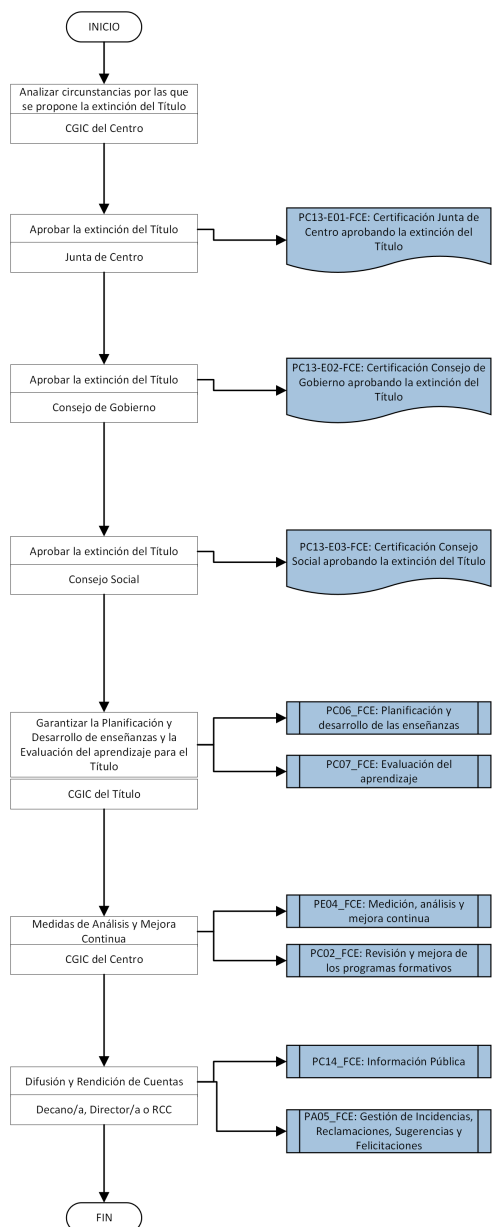 INICIO
Analizar circunstancias por las que
se propone la extinción del Título
CGIC del Centro
Aprobar la extinción del Título
Junta de Centro
PC13-E01-FCE: Certificación Junta de
Centro aprobando la extinción del
Título
Aprobar la extinción del Título
Consejo de Gobierno
PC13-E02-FCE: Certificación Consejo de
Gobierno aprobando la extinción del
Título
Aprobar la extinción del Título
Consejo Social
PC13-E03-FCE: Certificación Consejo
Social aprobando la extinción del Título
Garantizar la Planificación y
Desarrollo de enseñanzas y la
Evaluación del aprendizaje para el
Título
CGIC del Título
PC06_FCE: Planificación y
desarrollo de las enseñanzas
PC07_FCE: Evaluación del
aprendizaje
Medidas de Análisis y Mejora
Continua
CGIC del Centro
PE04_FCE: Medición, análisis y
mejora continua
PC02_FCE: Revisión y mejora de
los programas formativos
Difusión y Rendición de Cuentas
Decano/a, Director/a o RCC
PC14_FCE: Información Pública
PA05_FCE: Gestión de Incidencias,
Reclamaciones, Sugerencias y
Felicitaciones
FIN